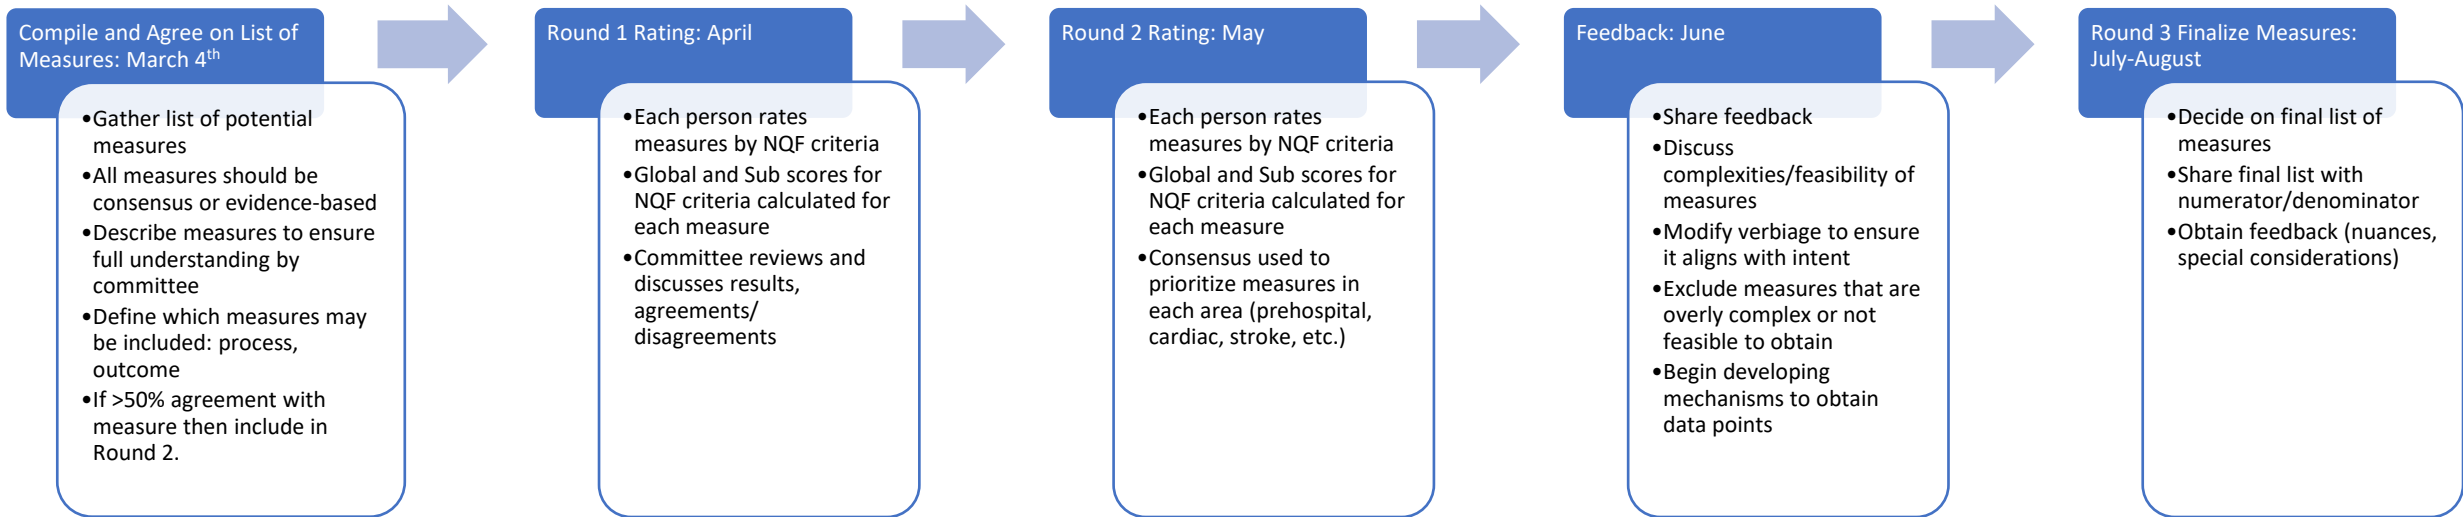 Compile and Agree on List of
Measures: March 4th
•Gather list of potential
measures
•All measures should be
consensus or evidence-based
•Describe measures to ensure
full understanding by
committee
•Define which measures may
be included: process,
outcome
•If >50% agreement with
measure then include in
Round 2.
Round 1 Rating: April
•Each person rates
measures by NQF criteria
•Global and Sub scores for
NQF criteria calculated for
each measure
•Committee reviews and
discusses results,
agreements/
disagreements
Round 2 Rating: May
•Each person rates
measures by NQF criteria
•Global and Sub scores for
NQF criteria calculated for
each measure
•Consensus used to
prioritize measures in
each area (prehospital,
cardiac, stroke, etc.)
Feedback: June
•Share feedback
•Discuss
complexities/feasibility of
measures
•Modify verbiage to ensure
it aligns with intent
•Exclude measures that are
overly complex or not
feasible to obtain
•Begin developing
mechanisms to obtain
data points
Round 3 Finalize Measures:
July-August
•Decide on final list of
measures
•Share final list with
numerator/denominator
•Obtain feedback (nuances,
special considerations)